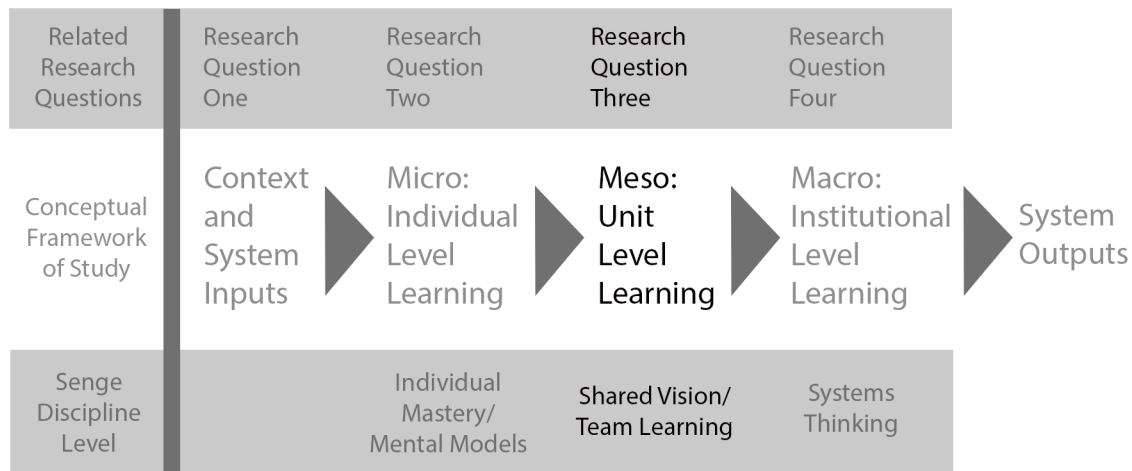 Related
Research
Questions
Research
Question
One
Research
Question
Two
Research
Question
Three
Research
Question
Four
Conceptual
Framework
of Study
Context
and
System
Inputs
Micro:
Individual
Level
Learning
Meso:
Unit
Level
Learning
Macro:
Institutional
Level
Learning
System
Outputs
Senge
Discipline
Level
Individual
Mastery/
Mental Models
Shared Vision/
Team Learning
Systems
Thinking